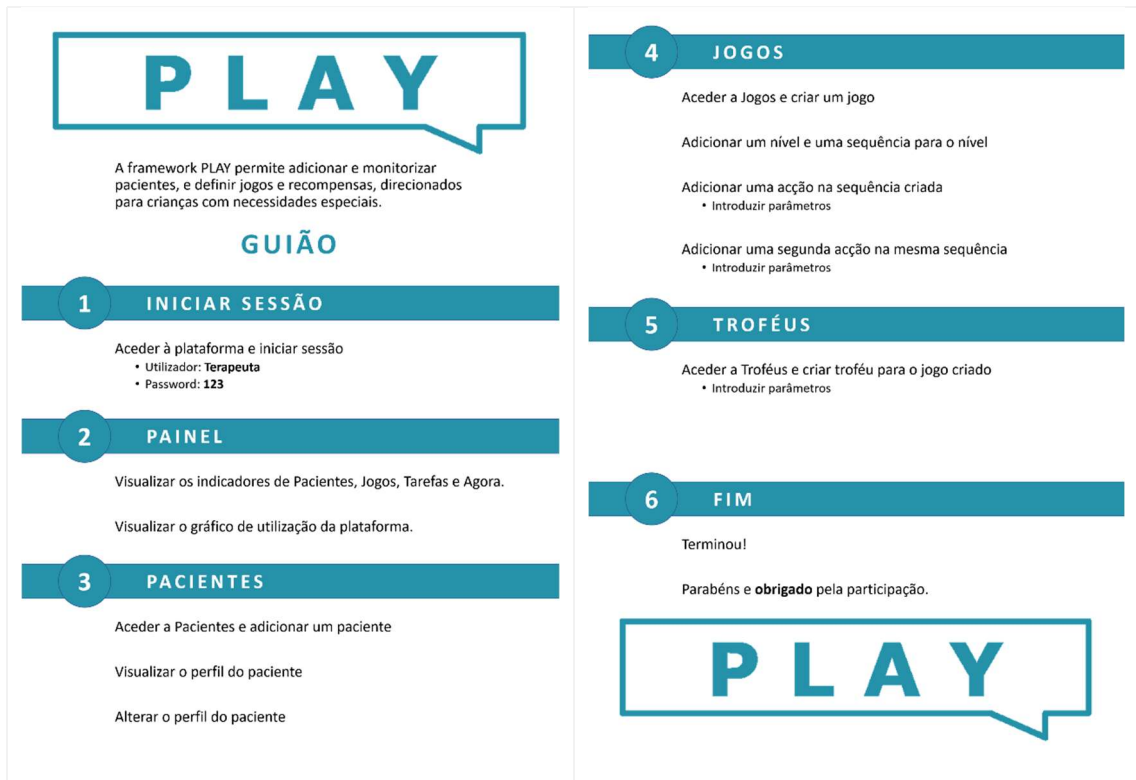 PLAY
A framework PLAY permite adicionar e monitorizar
pacientes, e definir jogos e recompensas, direcionados
para crianças com necessidades especiais.
GUIÃO
1 INICIAR SESSÃO
Aceder à plataforma e iniciar sessão
• Utilizador: Terapeuta
• Password: 123
2 PAINEL
Visualizar os indicadores de Pacientes, Jogos, Tarefas e Agora.
Visualizar o gráfico de utilização da plataforma.
3 PACIENTES
Aceder a Pacientes e adicionar um paciente
Visualizar o perfil do paciente
Alterar o perfil do paciente
4 JOGOS
Aceder a Jogos e criar um jogo
Adicionar um nível e uma sequência para o nível
Adicionar uma acção na sequência criada
• Introduzir parâmetros
Adicionar uma segunda acção na mesma sequência
• Introduzir parâmetros
5 TROFÉUS
Aceder a Troféus e criar troféu para o jogo criado
• Introduzir parâmetros
6 FIM
Terminou!
Parabéns e obrigado pela participação.
PLAY